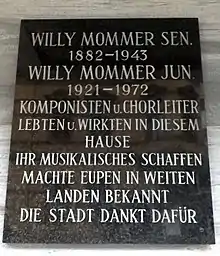 WILLY MOMMER SEN.
1882-1943
WILLY MOMMER JUN.
1921-1972
KOMPONISTEN U. CHORLEITER
LEBTEN U. WIRKTEN IN DIESEM
HAUSE
IHR MUSIKALISCHES SCHAFFEN
MACHTE EUPEN IN WEITEN
LANDEN BEKANNT
DIE STADT DANKT DAFÜR